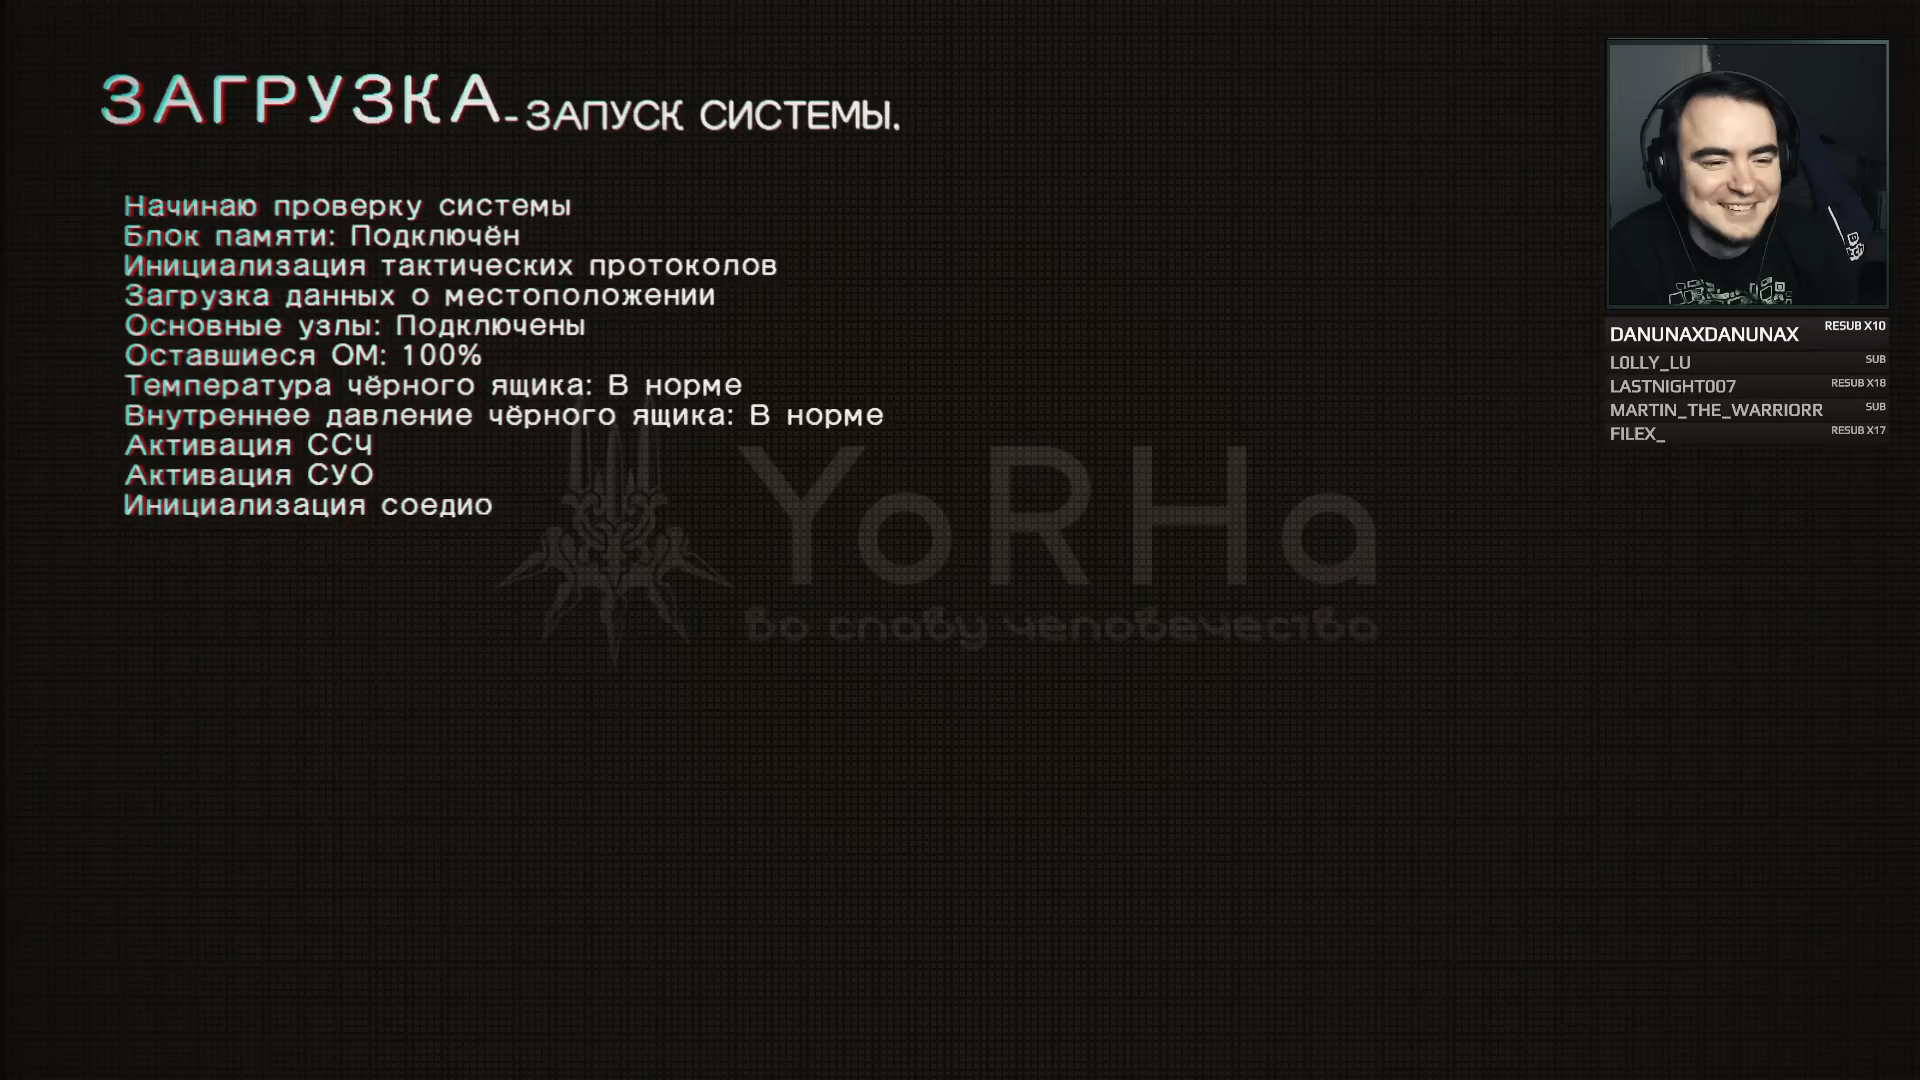 ЗАГРУЗКА - ЗАПУСК СИСТЕМЫ.
Начинаю проверку системы
Блок памяти: Подключён
Инициализация тактических протоколов
Загрузка данных о местоположении
Основные узлы: Подключены
Оставшиеся ОМ: 100%
Температура чёрного ящика: В норме
Внутреннее давление чёрного ящика: В норме
Активация ССЧ
Активация СУО
Инициализация соедио
YoRHa
Во славу человечества
DANUNAXDANUNAX RESUB X10
L0LLY_LU SUB
LASTNIGHT007 RESUB X18
MARTIN_THE_WARRIORR SUB
FILEX_ RESUB X17